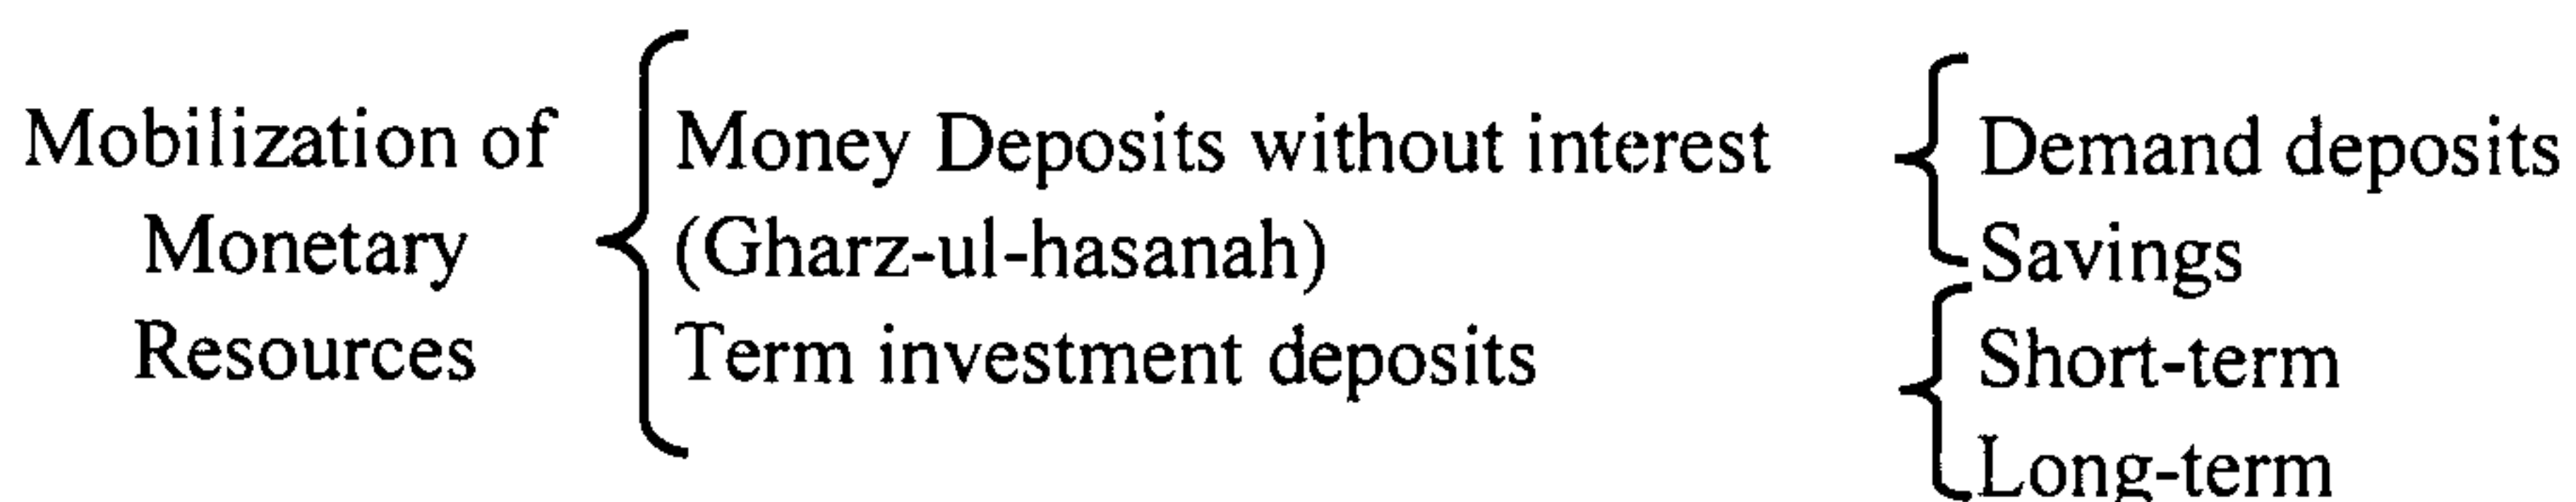 Mobilization of
Monetary
Resources
Money Deposits without interest
(Gharz-ul-hasanah)
Term investment deposits
Demand deposits
Savings
Short-term
Long-term